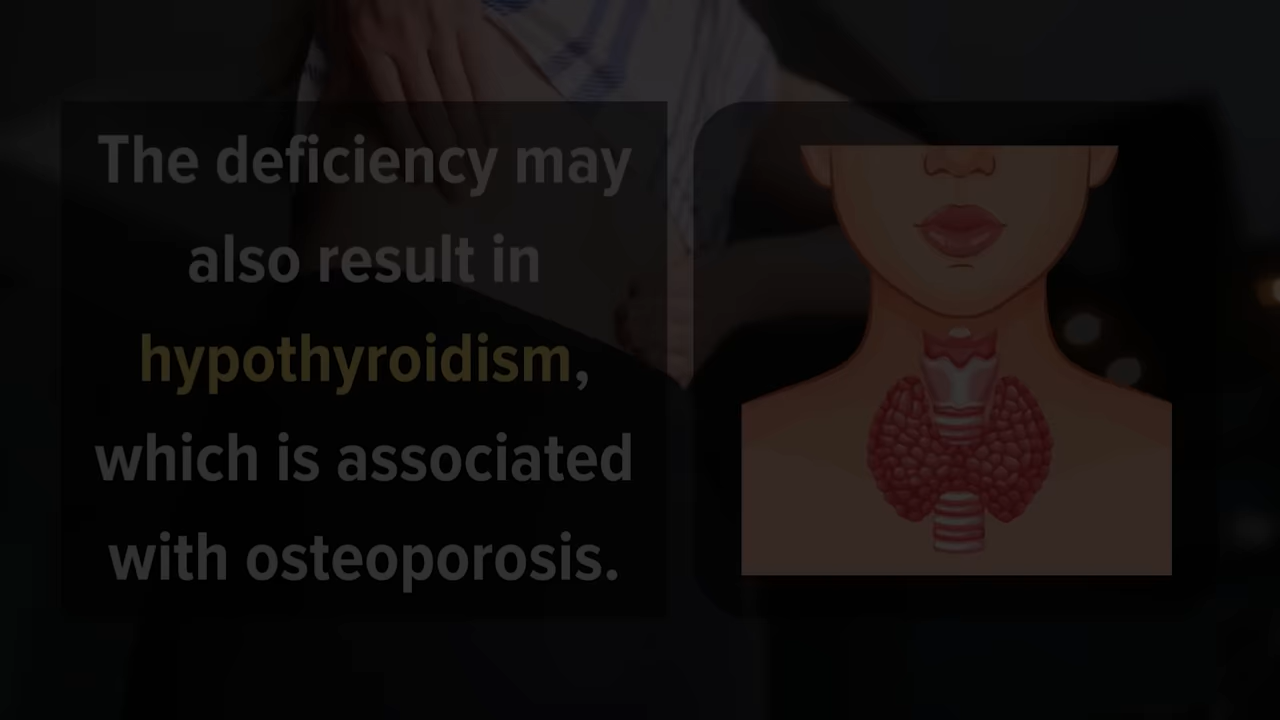 The deficiency may
also result in
hypothyroidism,
which is associated
with osteoporosis.